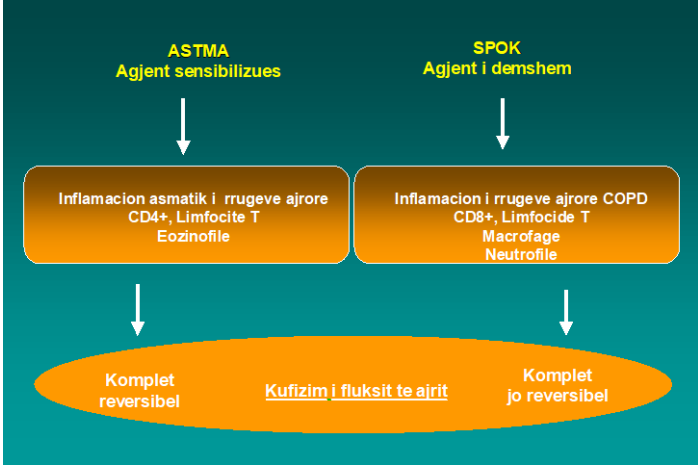 ASTMA
Agjent sensibilizues
SPOK
Agjent i demshem
Inflamacion asmatik i rrugeve ajrore
CD4+, Limfocite T
Eozinofile
Inflamacion i rrugeve ajrore COPD
CD8+, Limfocide T
Macrofage
Neutrofile
Komplet
reversibel
Kufizim i fluksit te ajrit
Komplet
jo reversibel